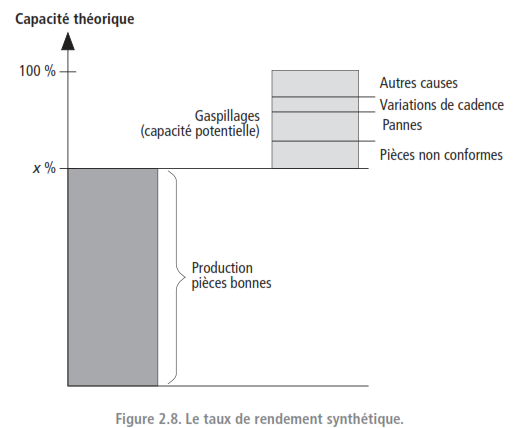 Capacité théorique
100 %
Autres causes
Variations de cadence
Gaspillages
(capacité potentielle)
Pannes
Pièces non conformes
x %
Production
pièces bonnes
Figure 2.8. Le taux de rendement synthétique.